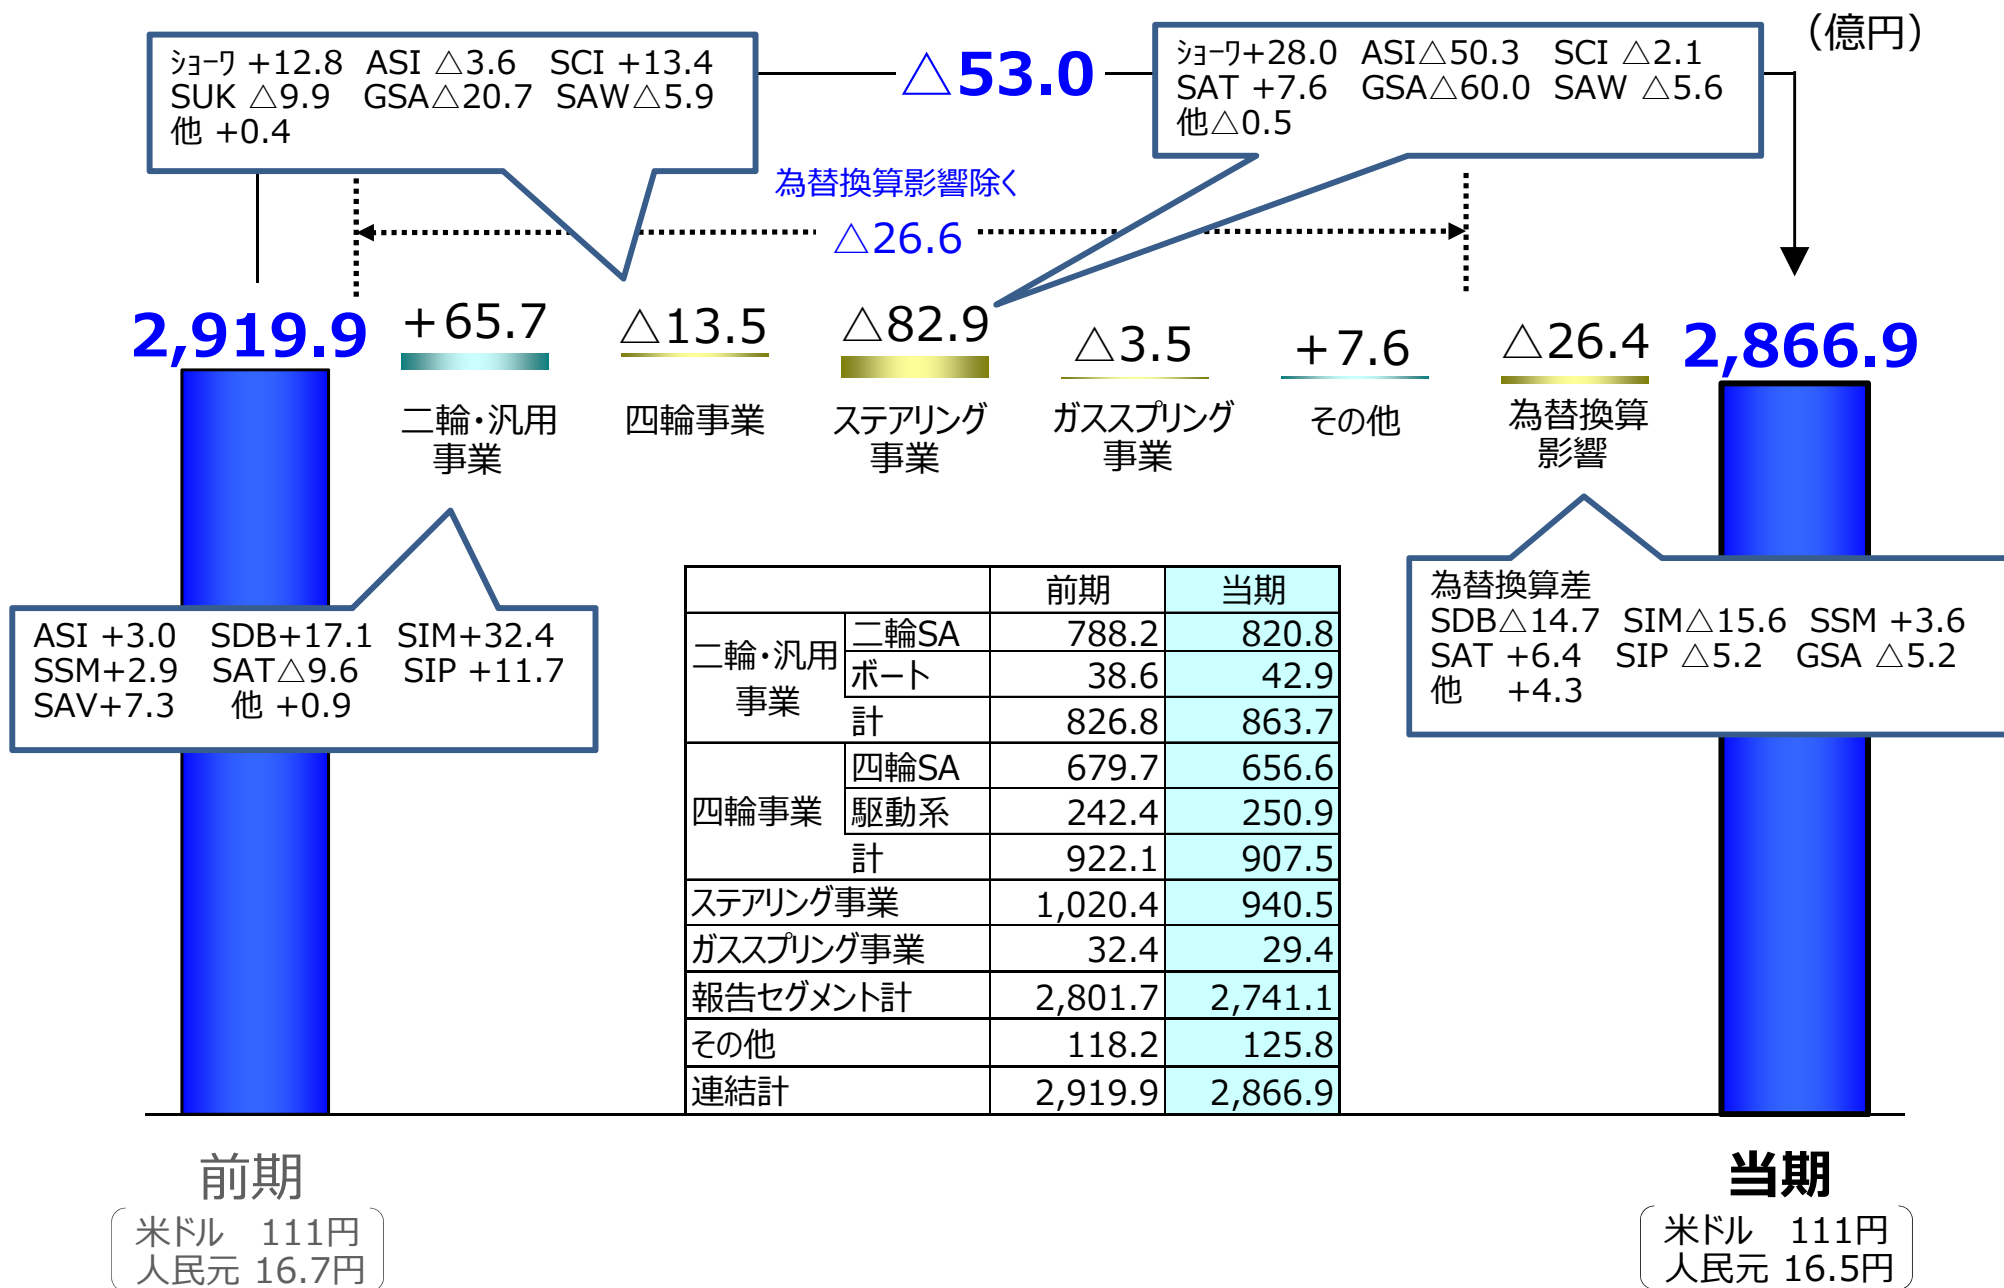 （億円）
ｼｮｰﾜ +12.8 ASI △3.6 SCI +13.4
SUK △9.9 GSA△20.7 SAW△5.9
他 +0.4
△53.0
ｼｮｰﾜ+28.0 ASI△50.3 SCI △2.1
SAT +7.6 GSA△60.0 SAW △5.6
他△0.5
為替換算影響除く
△26.6
2,919.9
+65.7
△13.5
△82.9
△3.5
+7.6
△26.4
2,866.9
二輪・汎用
事業
四輪事業
ステアリング
事業
ガススプリング
事業
その他
為替換算
影響
ASI +3.0 SDB+17.1 SIM+32.4
SSM+2.9 SAT△9.6 SIP +11.7
SAV+7.3 他 +0.9
為替換算差
SDB△14.7 SIM△15.6 SSM +3.6
SAT +6.4 SIP △5.2 GSA △5.2
他 +4.3
前期 当期
二輪・汎用
事業
二輪SA 788.2 820.8
ボート 38.6 42.9
計 826.8 863.7
四輪事業
四輪SA 679.7 656.6
駆動系 242.4 250.9
計 922.1 907.5
ステアリング事業 1,020.4 940.5
ガススプリング事業 32.4 29.4
報告セグメント計 2,801.7 2,741.1
その他 118.2 125.8
連結計 2,919.9 2,866.9
前期
米ドル 111円
人民元 16.7円
当期
米ドル 111円
人民元 16.5円